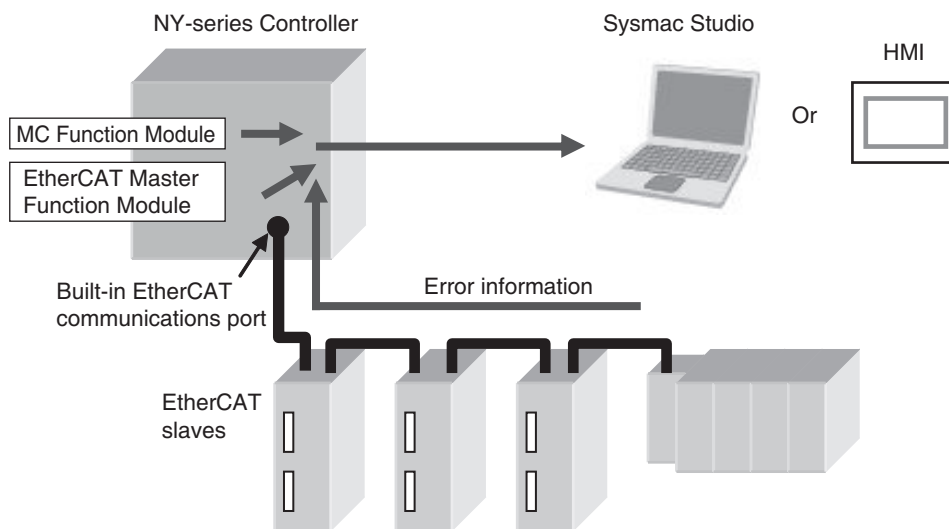 NY-series Controller
Sysmac Studio
HMI
Or
MC Function Module
EtherCAT Master
Function Module
Built-in EtherCAT
communications port
Error information
EtherCAT
slaves